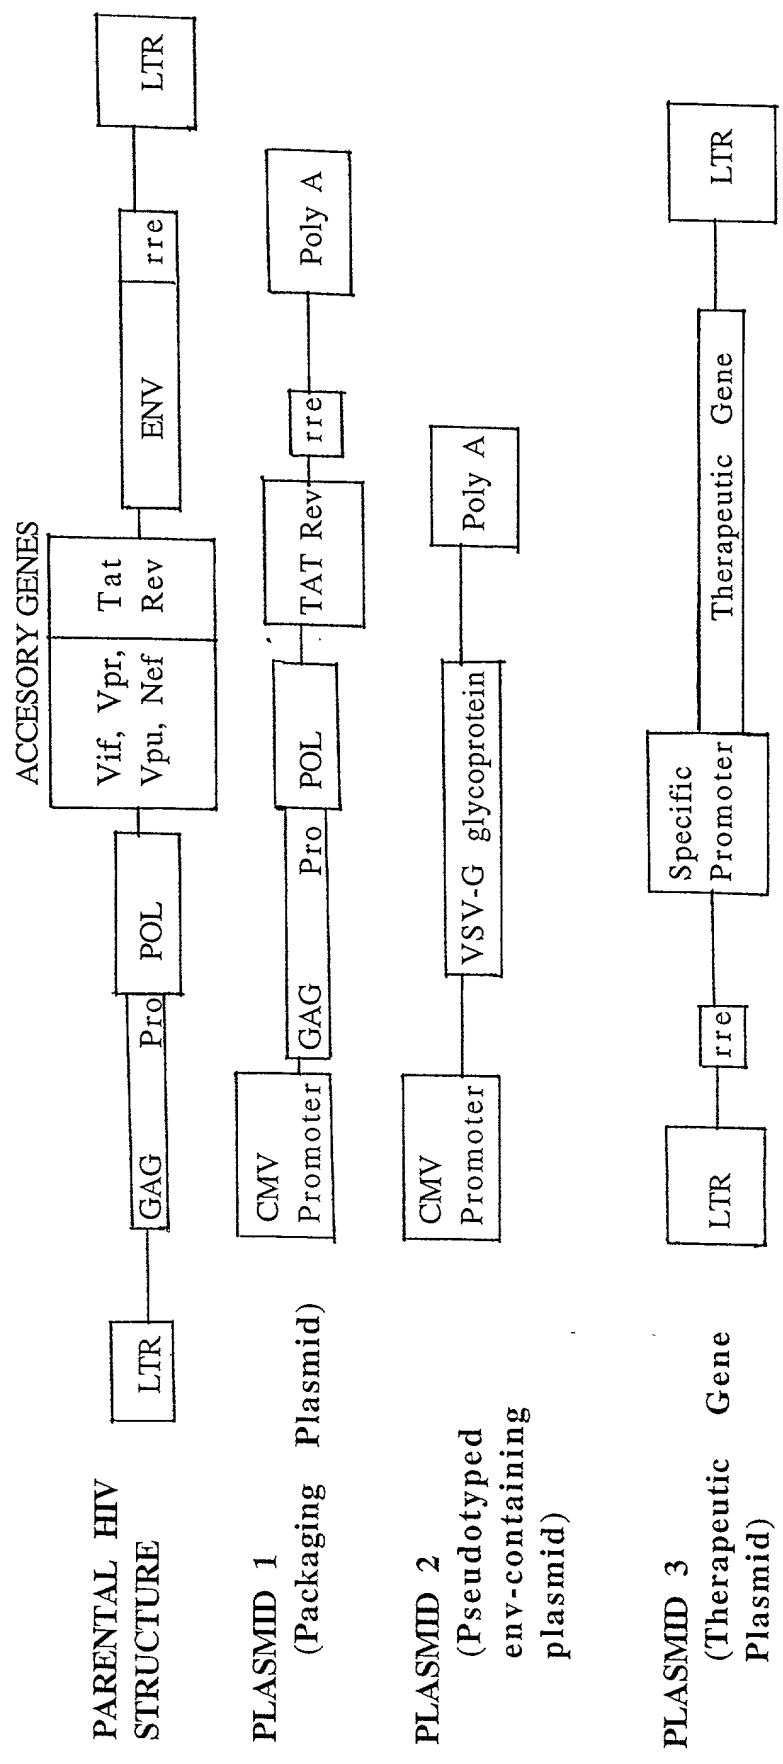 ACCESORY GENES
PARENTAL HIV
STRUCTURE
LTR
GAG Pro
POL
Vif, Vpr,
Vpu, Nef
Tat
Rev
ENV
rre
LTR
PLASMID 1
(Packaging Plasmid)
CMV
Promoter
GAG Pro
POL
TAT Rev
rre
Poly A
PLASMID 2
(Pseudotyped
env-containing
plasmid)
CMV
Promoter
VSV-G glycoprotein
Poly A
PLASMID 3
(Therapeutic Gene
Plasmid)
LTR
rre
Specific
Promoter
Therapeutic Gene
LTR